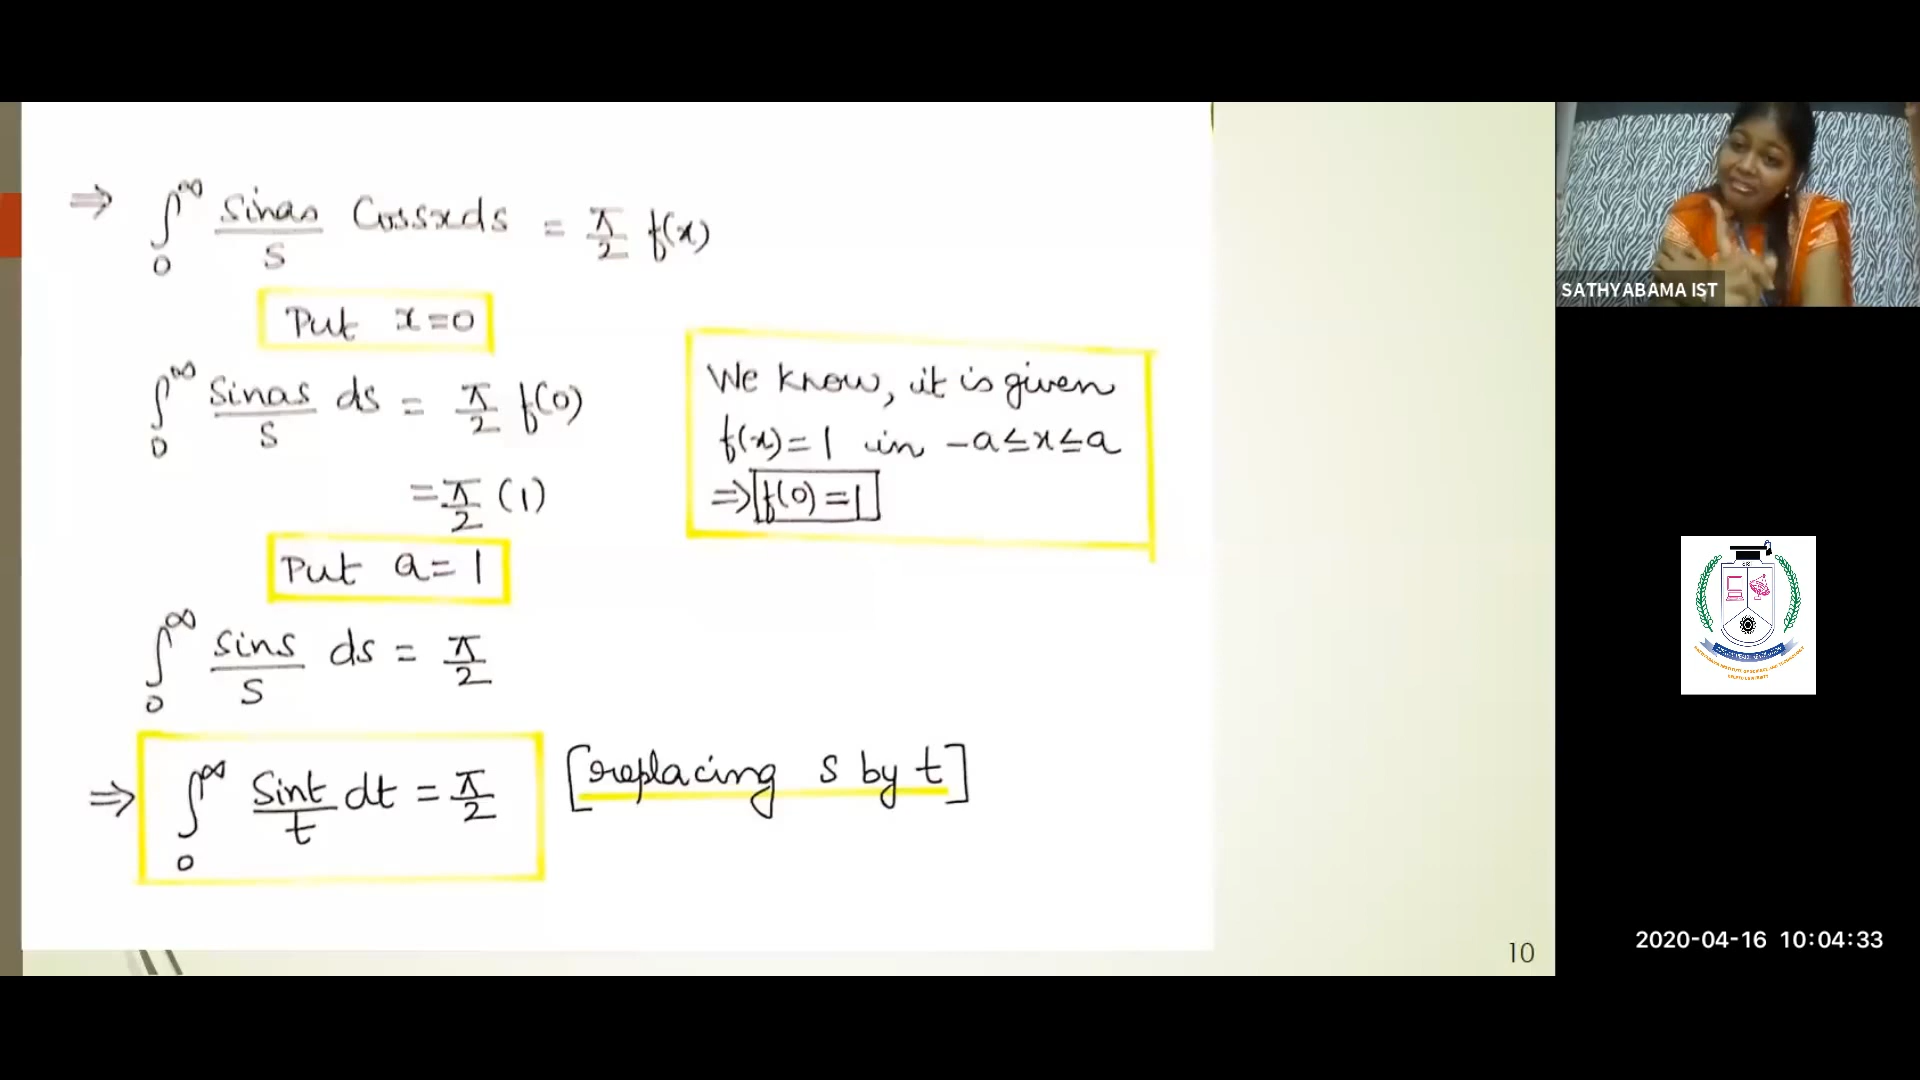 ⇒ ∫₀^∞ Sinas/s Cossxds = π/2 f(x)
Put x=0
∫₀^∞ Sinas/s ds = π/2 f(0)
= π/2 (1)
We know, it is given
f(x)=1 in -a≤x≤a
⇒ f(0)=1
Put a=1
∫₀^∞ sins/s ds = π/2
⇒ ∫₀^∞ Sint/t dt = π/2 [replacing s by t]
10
SATHYABAMA IST
2020-04-16 10:04:33